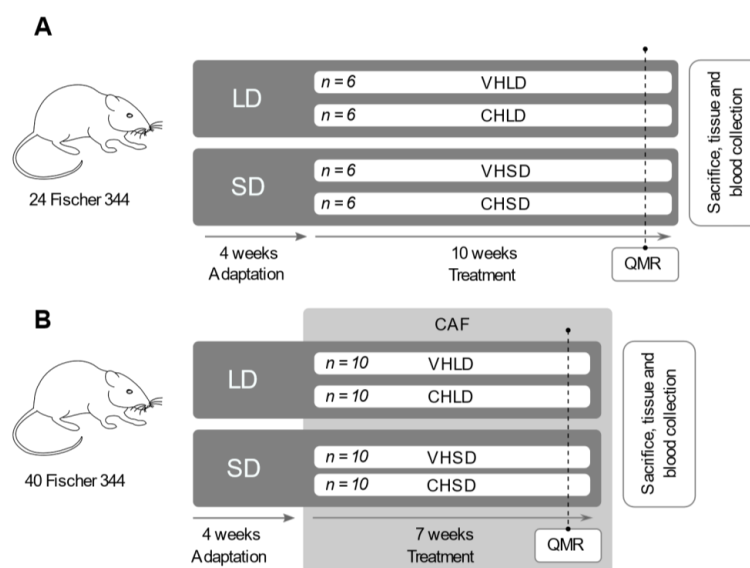 A
24 Fischer 344
LD
n = 6 VHLD
n = 6 CHLD
SD
n = 6 VHSD
n = 6 CHSD
4 weeks
Adaptation
10 weeks
Treatment
QMR
Sacrifice, tissue and
blood collection
B
CAF
40 Fischer 344
LD
n = 10 VHLD
n = 10 CHLD
SD
n = 10 VHSD
n = 10 CHSD
4 weeks
Adaptation
7 weeks
Treatment
QMR
Sacrifice, tissue and
blood collection